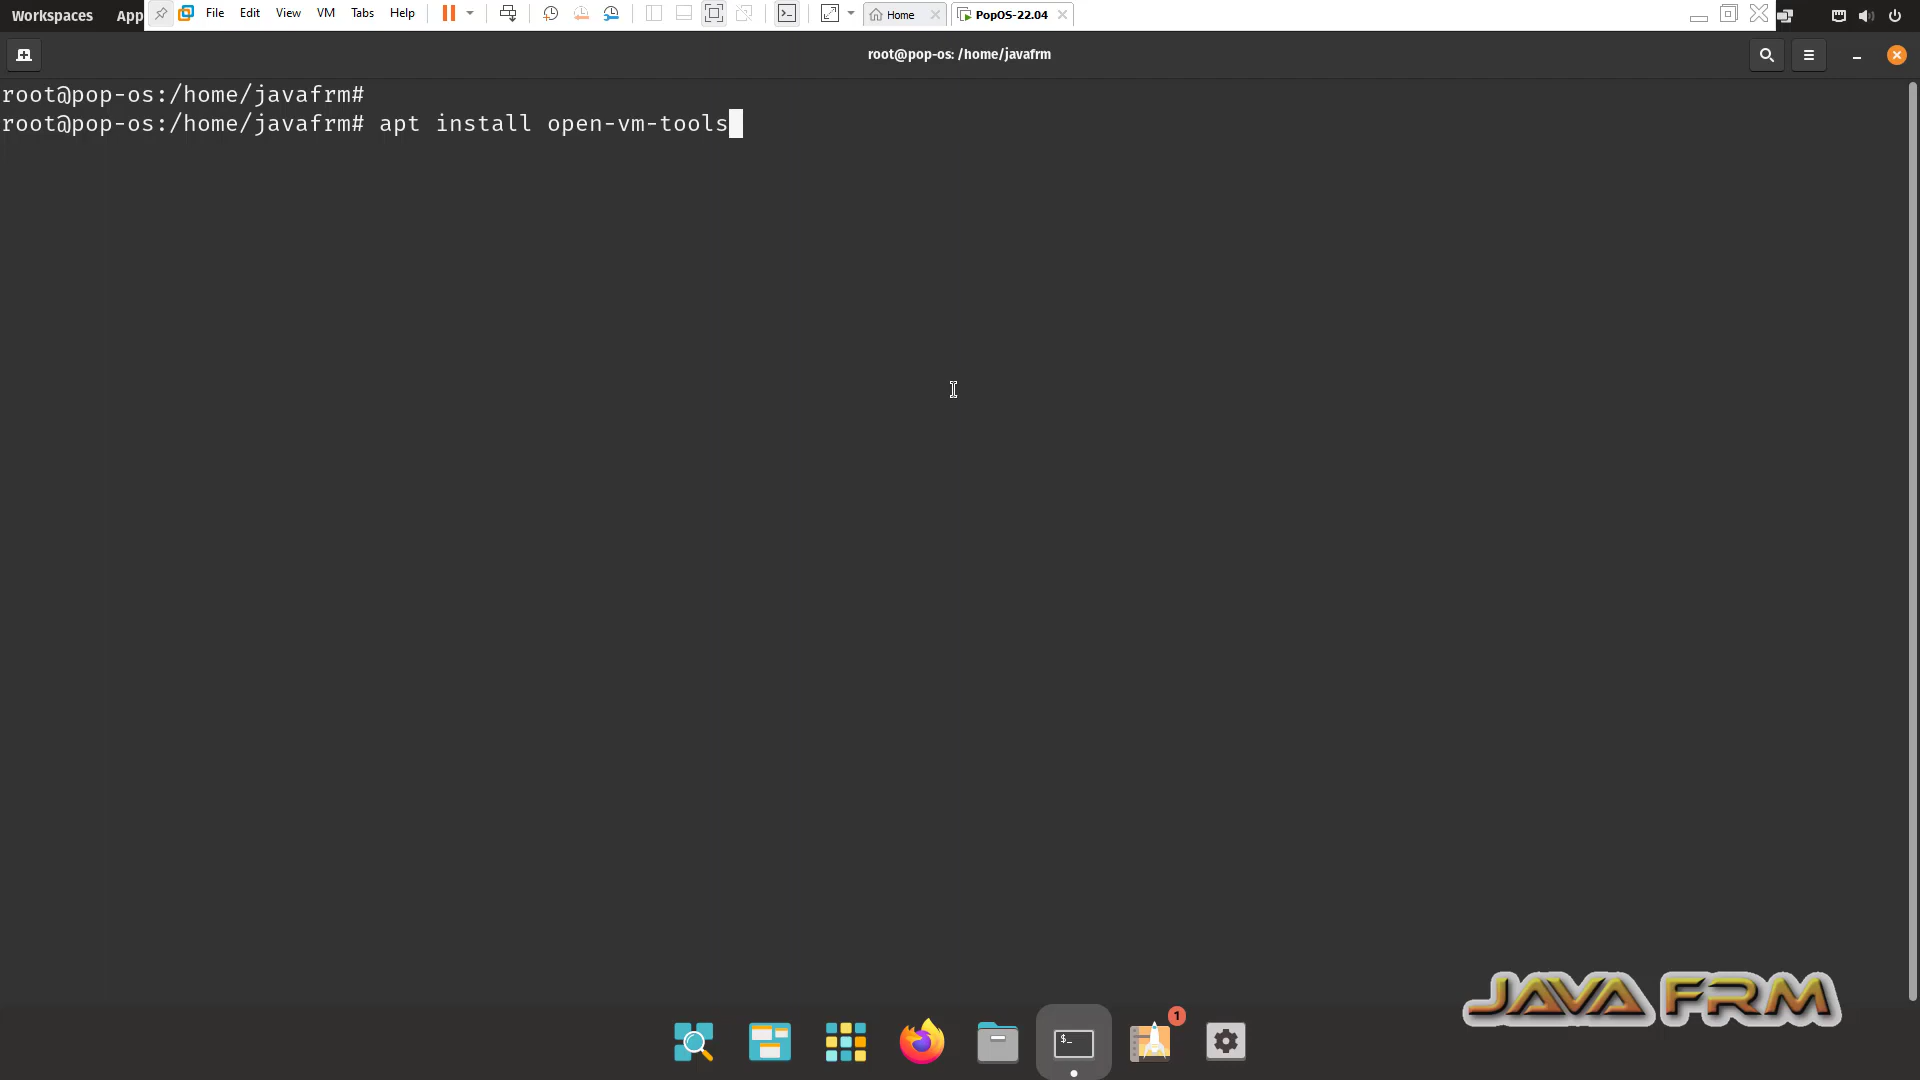 Workspaces App File Edit View VM Tabs Help Home PopOS-22.04
root@pop-os: /home/javafrm
root@pop-os:/home/javafrm#
root@pop-os:/home/javafrm# apt install open-vm-tools
JAVA FRM
1
$_